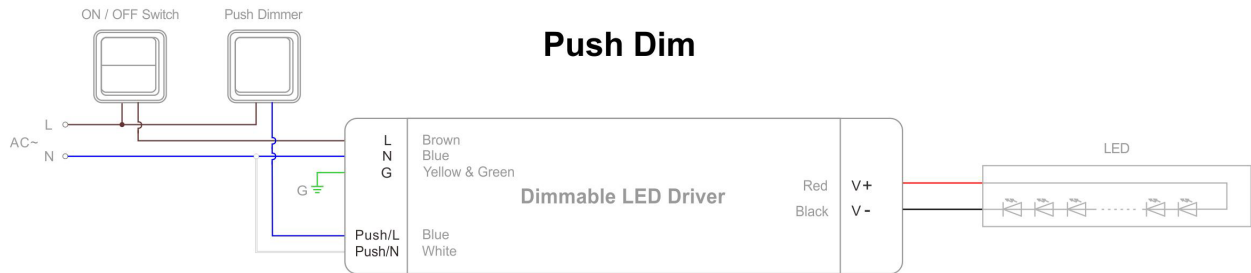 ON / OFF Switch
Push Dimmer
Push Dim
L
AC~
N
L Brown
N Blue
G Yellow & Green
G
Dimmable LED Driver
Red V+
Black V-
Push/L Blue
Push/N White
LED